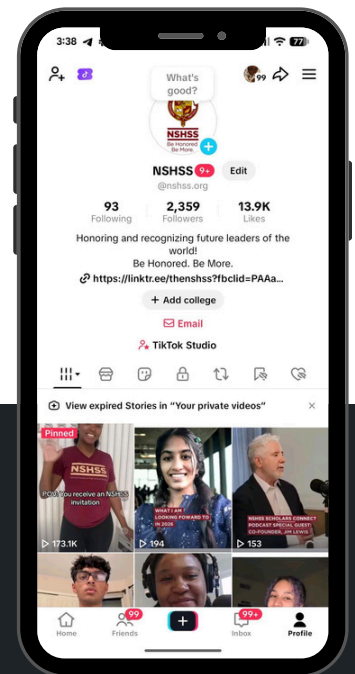 3:38
77
What's
good?
99
NSHSS
Be Honored
Be More.
NSHSS 9+ Edit
@nshss.org
93 2,359 13.9K
Following Followers Likes
Honoring and recognizing future leaders of the
world!
Be Honored. Be More.
https://linktr.ee/thenshss?fbclid=PAAa...
+ Add college
Email
TikTok Studio
View expired Stories in "Your private videos"
Pinned
NSHSS
POV: you receive an NSHSS
invitation
173.1K
WHAT I AM
LOOKING FOWARD TO
IN 2026
194
NSHSS SCHOLARS CONNECT
PODCAST SPECIAL GUEST:
CO-FOUNDER, JIM LEWIS
153
99 99+
Home Friends Inbox Profile